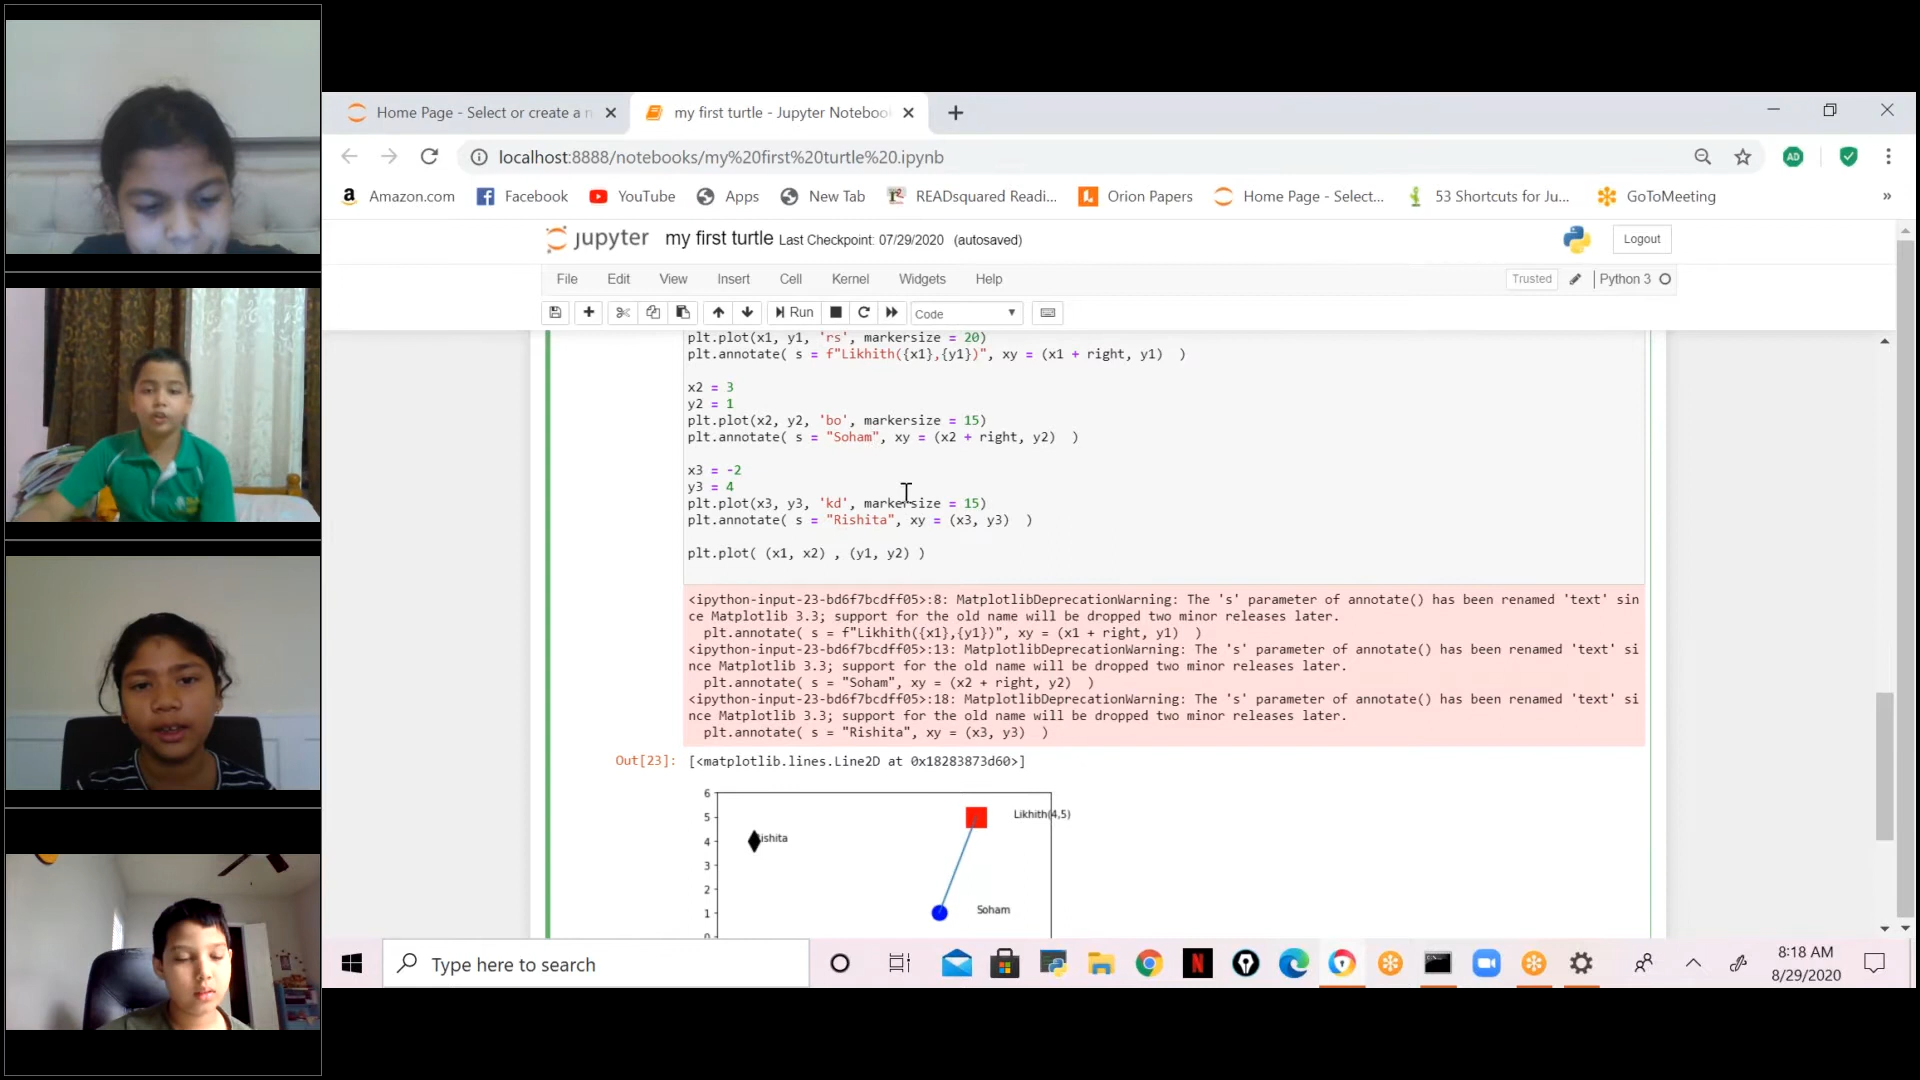 Home Page - Select or create a n
my first turtle - Jupyter Noteboo
localhost:8888/notebooks/my%20first%20turtle%20.ipynb
Amazon.com Facebook YouTube Apps New Tab READsquared Readi... Orion Papers Home Page - Select... 53 Shortcuts for Ju... GoToMeeting »
jupyter my first turtle Last Checkpoint: 07/29/2020 (autosaved) Logout
File Edit View Insert Cell Kernel Widgets Help Trusted Python 3
Run Code
plt.plot(x1, y1, 'rs', markersize = 20)
plt.annotate( s = f"Likhith({x1},{y1})", xy = (x1 + right, y1)  )
x2 = 3
y2 = 1
plt.plot(x2, y2, 'bo', markersize = 15)
plt.annotate( s = "Soham", xy = (x2 + right, y2)  )
x3 = -2
y3 = 4
plt.plot(x3, y3, 'kd', markersize = 15)
plt.annotate( s = "Rishita", xy = (x3, y3)  )
plt.plot( (x1, x2) , (y1, y2) )
<ipython-input-23-bd6f7bcdff05>:8: MatplotlibDeprecationWarning: The 's' parameter of annotate() has been renamed 'text' sin
ce Matplotlib 3.3; support for the old name will be dropped two minor releases later.
plt.annotate( s = f"Likhith({x1},{y1})", xy = (x1 + right, y1)  )
<ipython-input-23-bd6f7bcdff05>:13: MatplotlibDeprecationWarning: The 's' parameter of annotate() has been renamed 'text' si
nce Matplotlib 3.3; support for the old name will be dropped two minor releases later.
plt.annotate( s = "Soham", xy = (x2 + right, y2)  )
<ipython-input-23-bd6f7bcdff05>:18: MatplotlibDeprecationWarning: The 's' parameter of annotate() has been renamed 'text' si
nce Matplotlib 3.3; support for the old name will be dropped two minor releases later.
plt.annotate( s = "Rishita", xy = (x3, y3)  )
Out[23]: [<matplotlib.lines.Line2D at 0x18283873d60>]
6
5 Likhith(4,5)
4 ishita
3
2
1 Soham
Type here to search
8:18 AM
8/29/2020